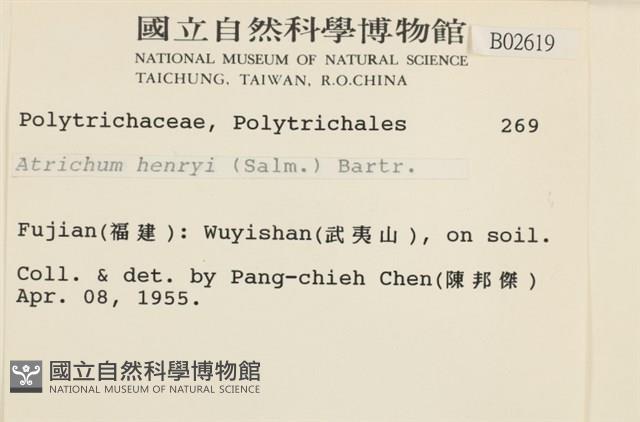 國立自然科學博物館
B02619
NATIONAL MUSEUM OF NATURAL SCIENCE
TAICHUNG, TAIWAN, R.O.CHINA
Polytrichaceae, Polytrichales 269
Atrichum henryi (Salm.) Bartr.
Fujian(福建): Wuyishan(武夷山), on soil.
Coll. & det. by Pang-chieh Chen(陳邦傑)
Apr. 08, 1955.
國立自然科學博物館
NATIONAL MUSEUM OF NATURAL SCIENCE